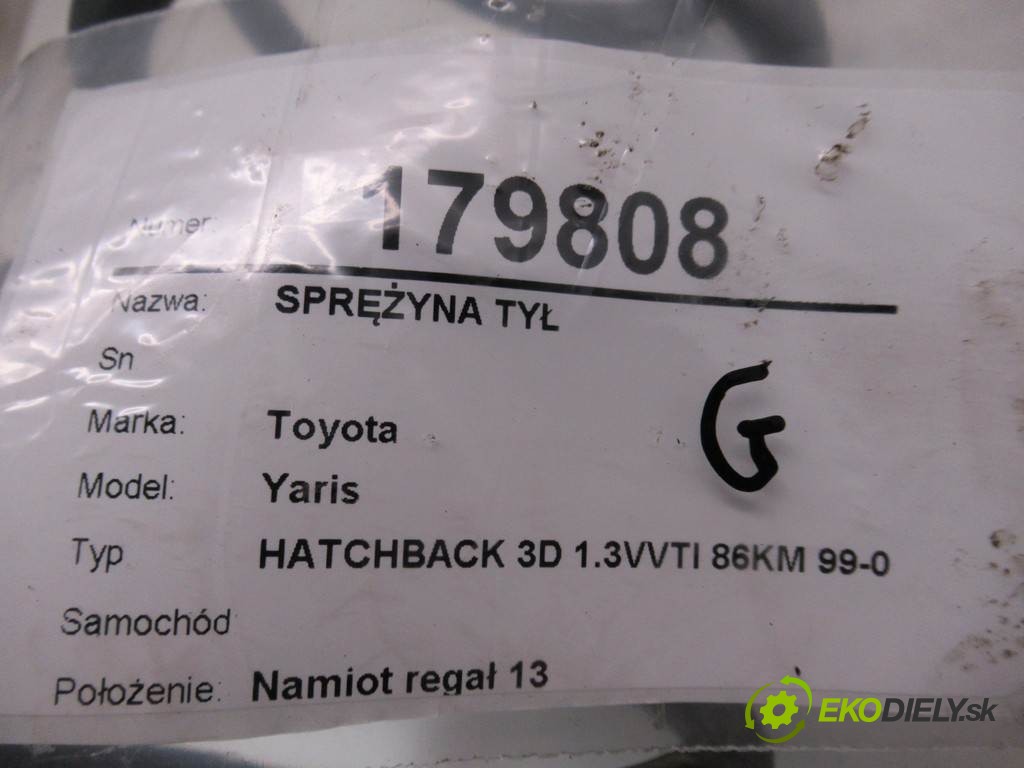 Numer: 179808
Nazwa: SPRĘŻYNA TYŁ
Sn
G
Marka: Toyota
Model: Yaris
Typ HATCHBACK 3D 1.3VVTI 86KM 99-0
Samochód
Położenie: Namiot regał 13
EKODIELY.sk